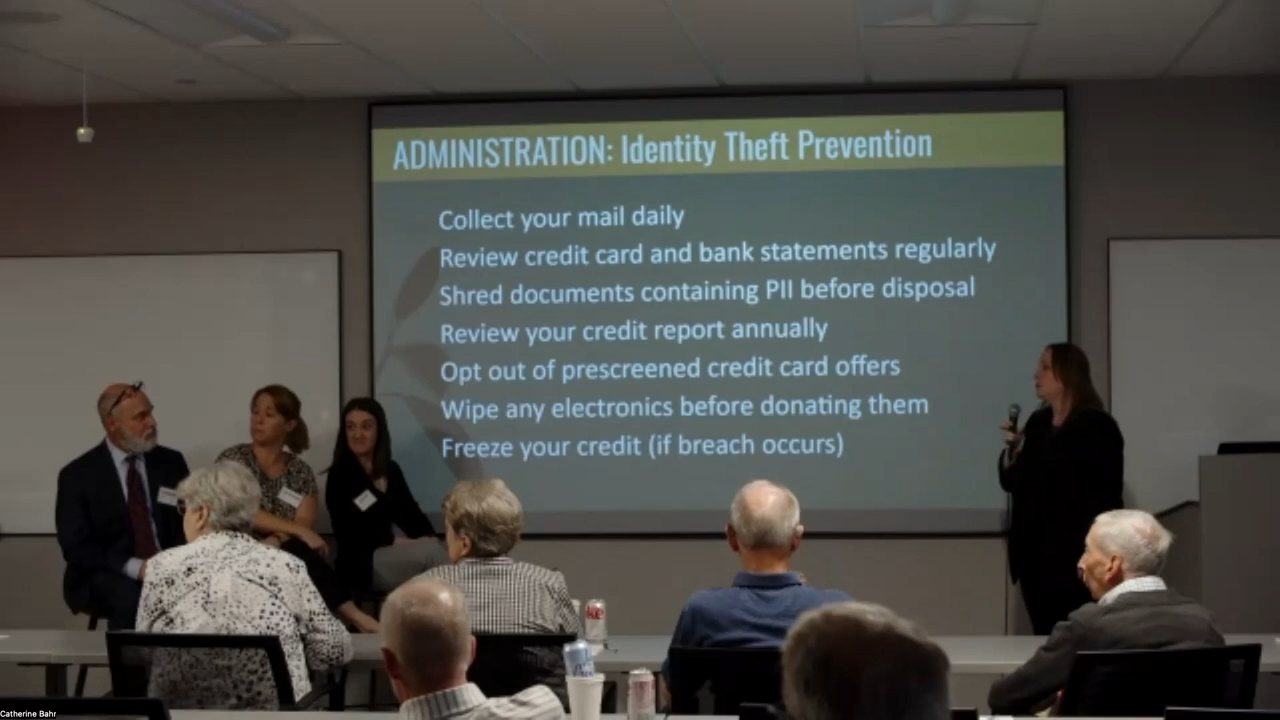 ADMINISTRATION: Identity Theft Prevention
Collect your mail daily
Review credit card and bank statements regularly
Shred documents containing PII before disposal
Review your credit report annually
Opt out of prescreened credit card offers
Wipe any electronics before donating them
Freeze your credit (if breach occurs)
ke
Catherine Bahr